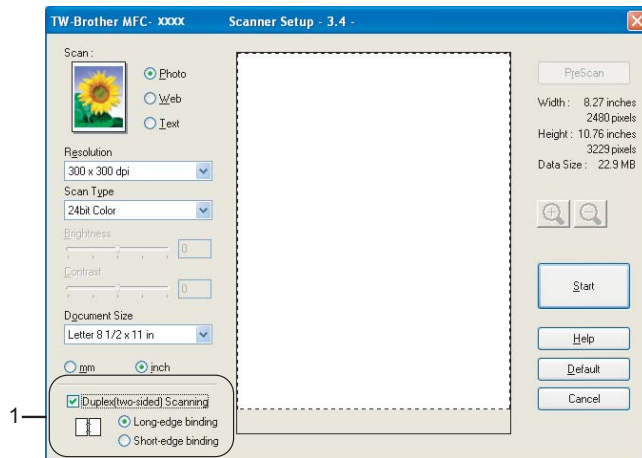 TW-Brother MFC- xxxx Scanner Setup - 3.4 -
Scan :
Photo
Web
Text
Resolution
300 x 300 dpi
Scan Type
24bit Color
Brightness
0
Contrast
0
Document Size
Letter 8 1/2 x 11 in
mm inch
1
Duplex(two-sided) Scanning
Long-edge binding
Short-edge binding
PreScan
Width : 8.27 inches
2480 pixels
Height : 10.76 inches
3229 pixels
Data Size : 22.9 MB
Start
Help
Default
Cancel